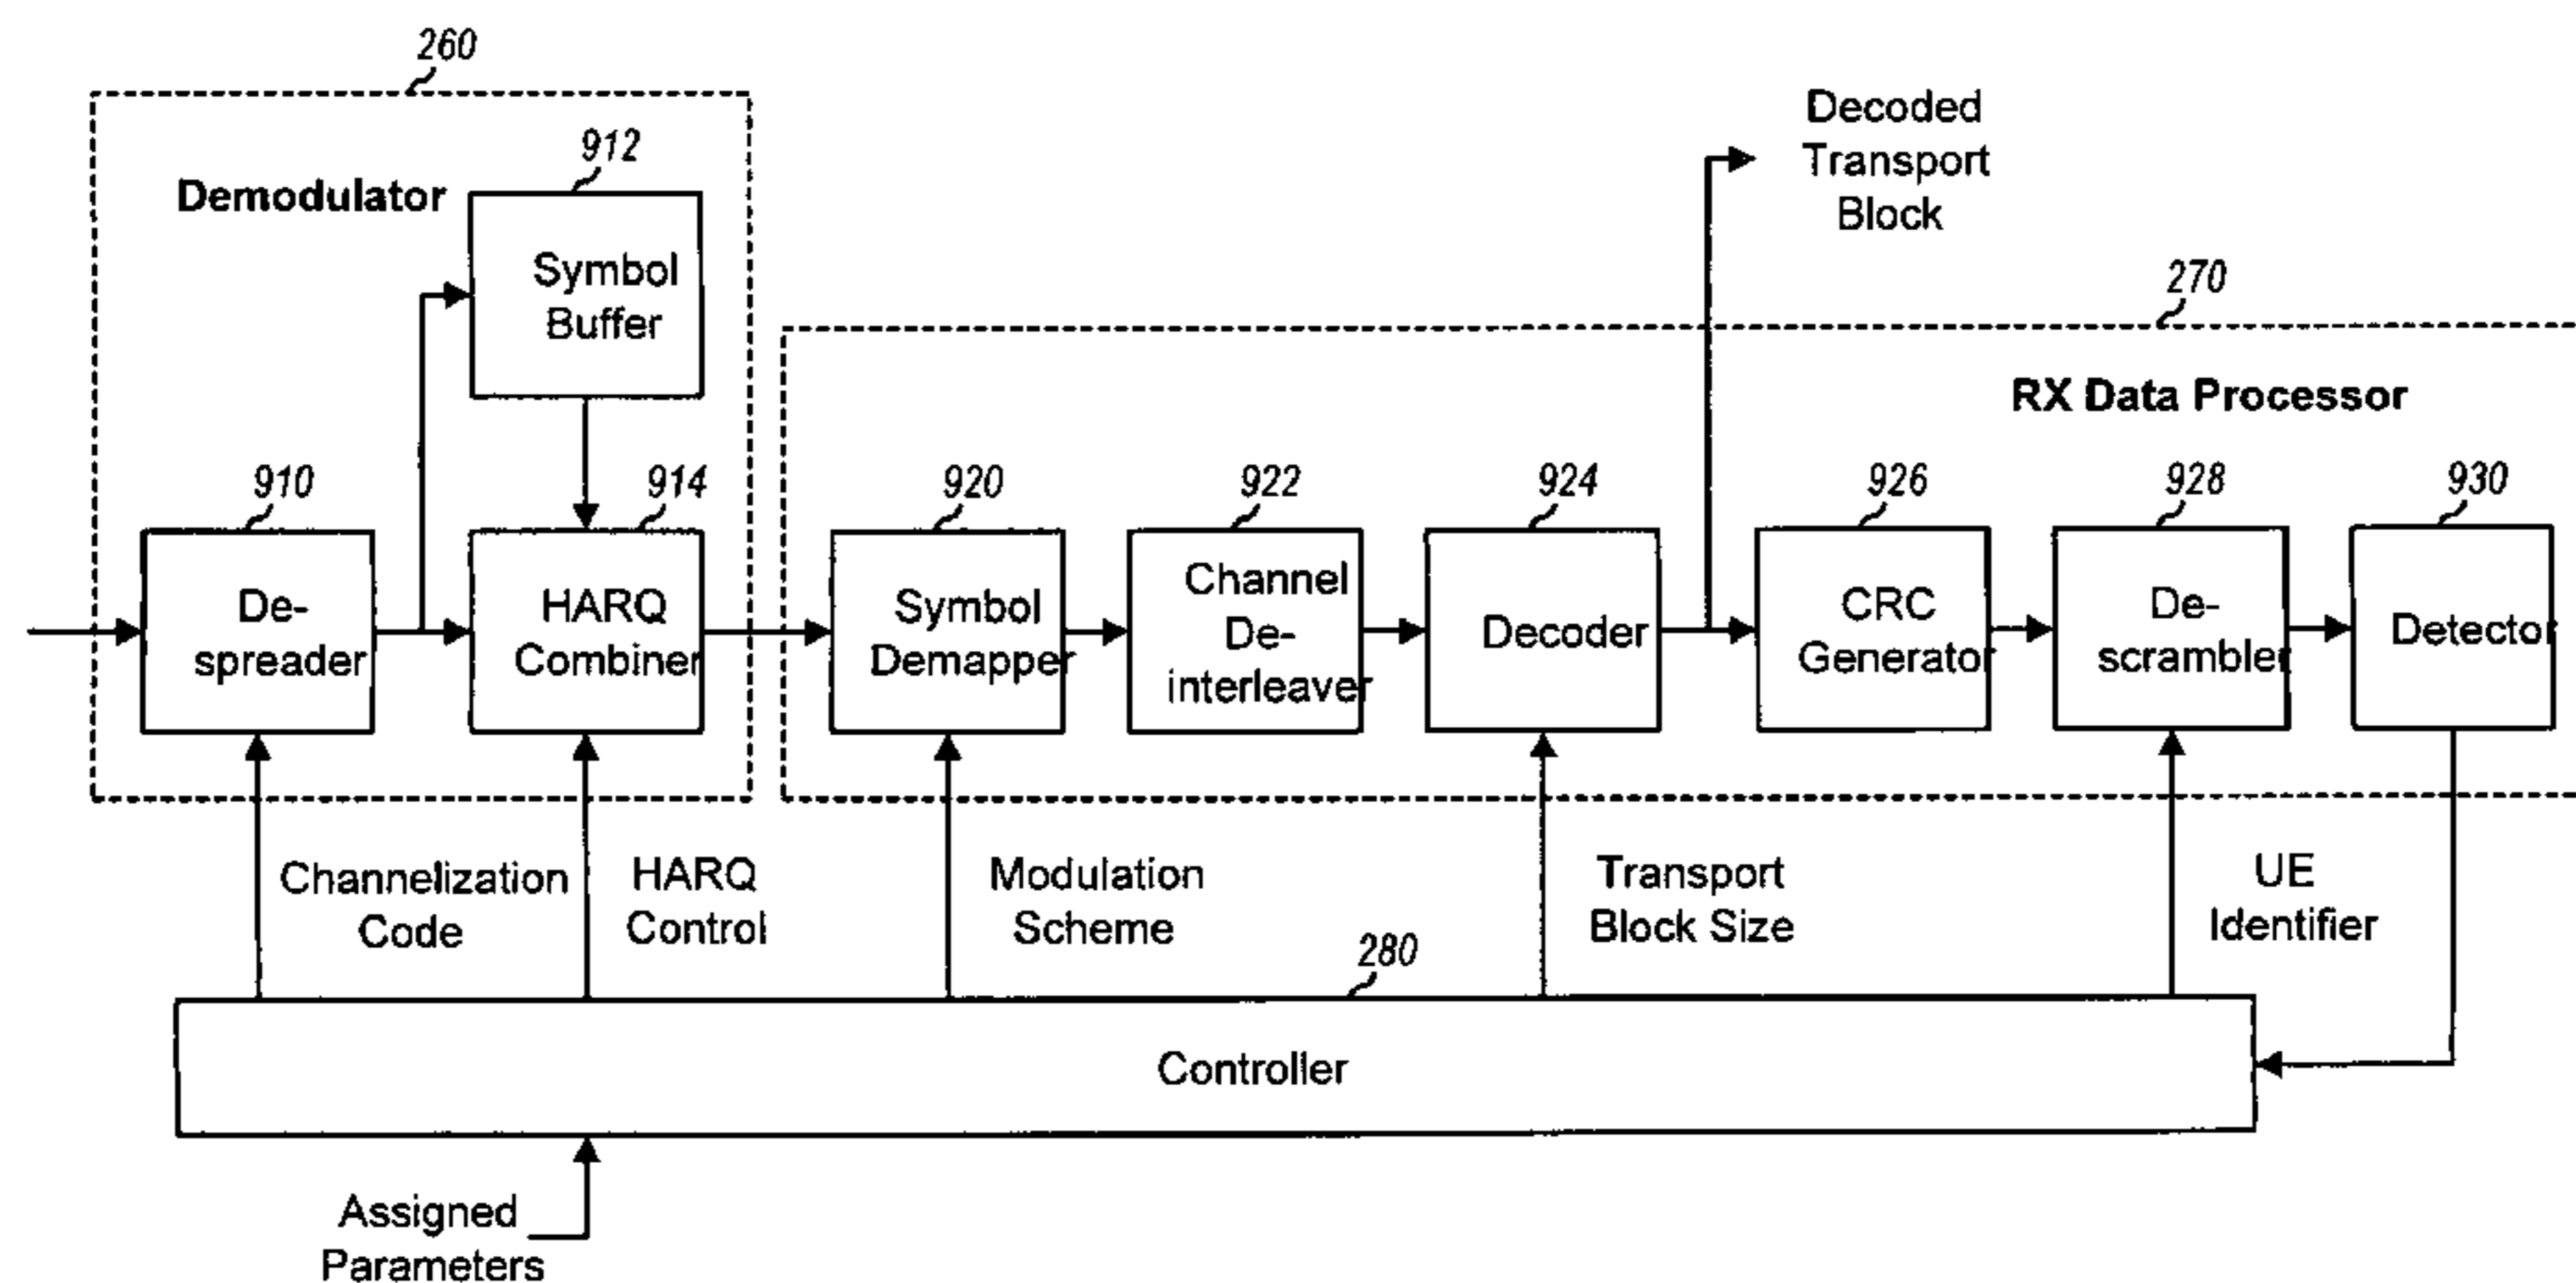 260
912
Demodulator
Symbol
Buffer
Decoded
Transport
Block
270
RX Data Processor
910
914
920
922
924
926
928
930
De-
spreader
HARQ
Combiner
Symbol
Demapper
Channel
De-
interleaver
Decoder
CRC
Generator
De-
scrambler
Detector
Channelization
Code
HARQ
Control
Modulation
Scheme
Transport
Block Size
UE
Identifier
280
Controller
Assigned
Parameters